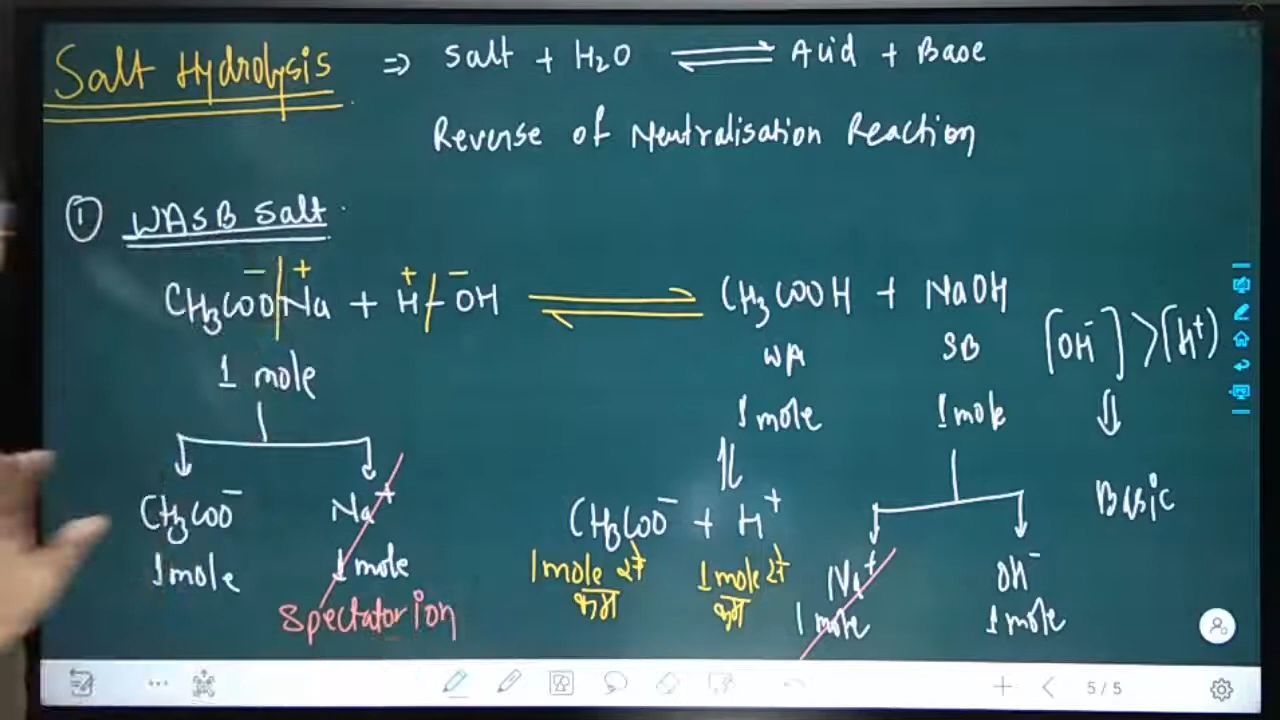 Salt Hydrolysis ⇒ Salt + H₂O ⇌ Acid + Base
Reverse of Neutralisation Reaction
① WASB Salt
CH₃COO⁻|Na⁺ + H⁺|⁻OH ⇌ CH₃COOH + NaOH
WA SB [OH⁻] > [H⁺]
1 mole 1 mole 1 mole ⇓
CH₃COO⁻ Na⁺ CH₃COO⁻ + H⁺ Na⁺ OH⁻ Basic
1 mole 1 mole 1 mole से 1 mole से 1 mole 1 mole
कम कम
Spectator ion
5 / 5